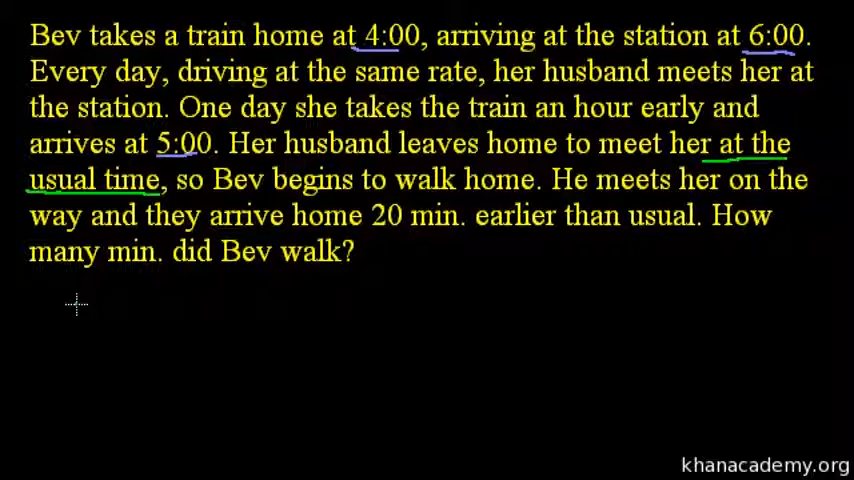 Bev takes a train home at 4:00, arriving at the station at 6:00.
Every day, driving at the same rate, her husband meets her at
the station. One day she takes the train an hour early and
arrives at 5:00. Her husband leaves home to meet her at the
usual time, so Bev begins to walk home. He meets her on the
way and they arrive home 20 min. earlier than usual. How
many min. did Bev walk?
khanacademy.org